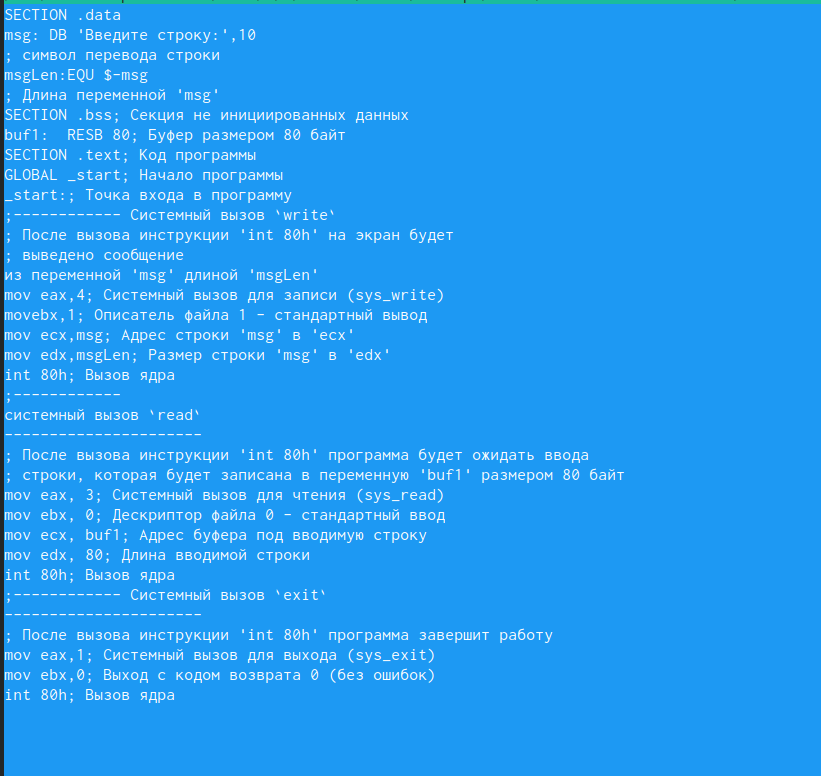 SECTION .data
msg: DB 'Введите строку:',10
; символ перевода строки
msgLen:EQU $-msg
; Длина переменной 'msg'
SECTION .bss; Секция не инициированных данных
buf1:  RESB 80; Буфер размером 80 байт
SECTION .text; Код программы
GLOBAL _start; Начало программы
_start:; Точка входа в программу
;------------ Системный вызов `write`
; После вызова инструкции 'int 80h' на экран будет
; выведено сообщение
из переменной 'msg' длиной 'msgLen'
mov eax,4; Системный вызов для записи (sys_write)
movebx,1; Описатель файла 1 - стандартный вывод
mov ecx,msg; Адрес строки 'msg' в 'ecx'
mov edx,msgLen; Размер строки 'msg' в 'edx'
int 80h; Вызов ядра
;------------
системный вызов `read`
----------------------
; После вызова инструкции 'int 80h' программа будет ожидать ввода
; строки, которая будет записана в переменную 'buf1' размером 80 байт
mov eax, 3; Системный вызов для чтения (sys_read)
mov ebx, 0; Дескриптор файла 0 - стандартный ввод
mov ecx, buf1; Адрес буфера под вводимую строку
mov edx, 80; Длина вводимой строки
int 80h; Вызов ядра
;------------ Системный вызов `exit`
----------------------
; После вызова инструкции 'int 80h' программа завершит работу
mov eax,1; Системный вызов для выхода (sys_exit)
mov ebx,0; Выход с кодом возврата 0 (без ошибок)
int 80h; Вызов ядра